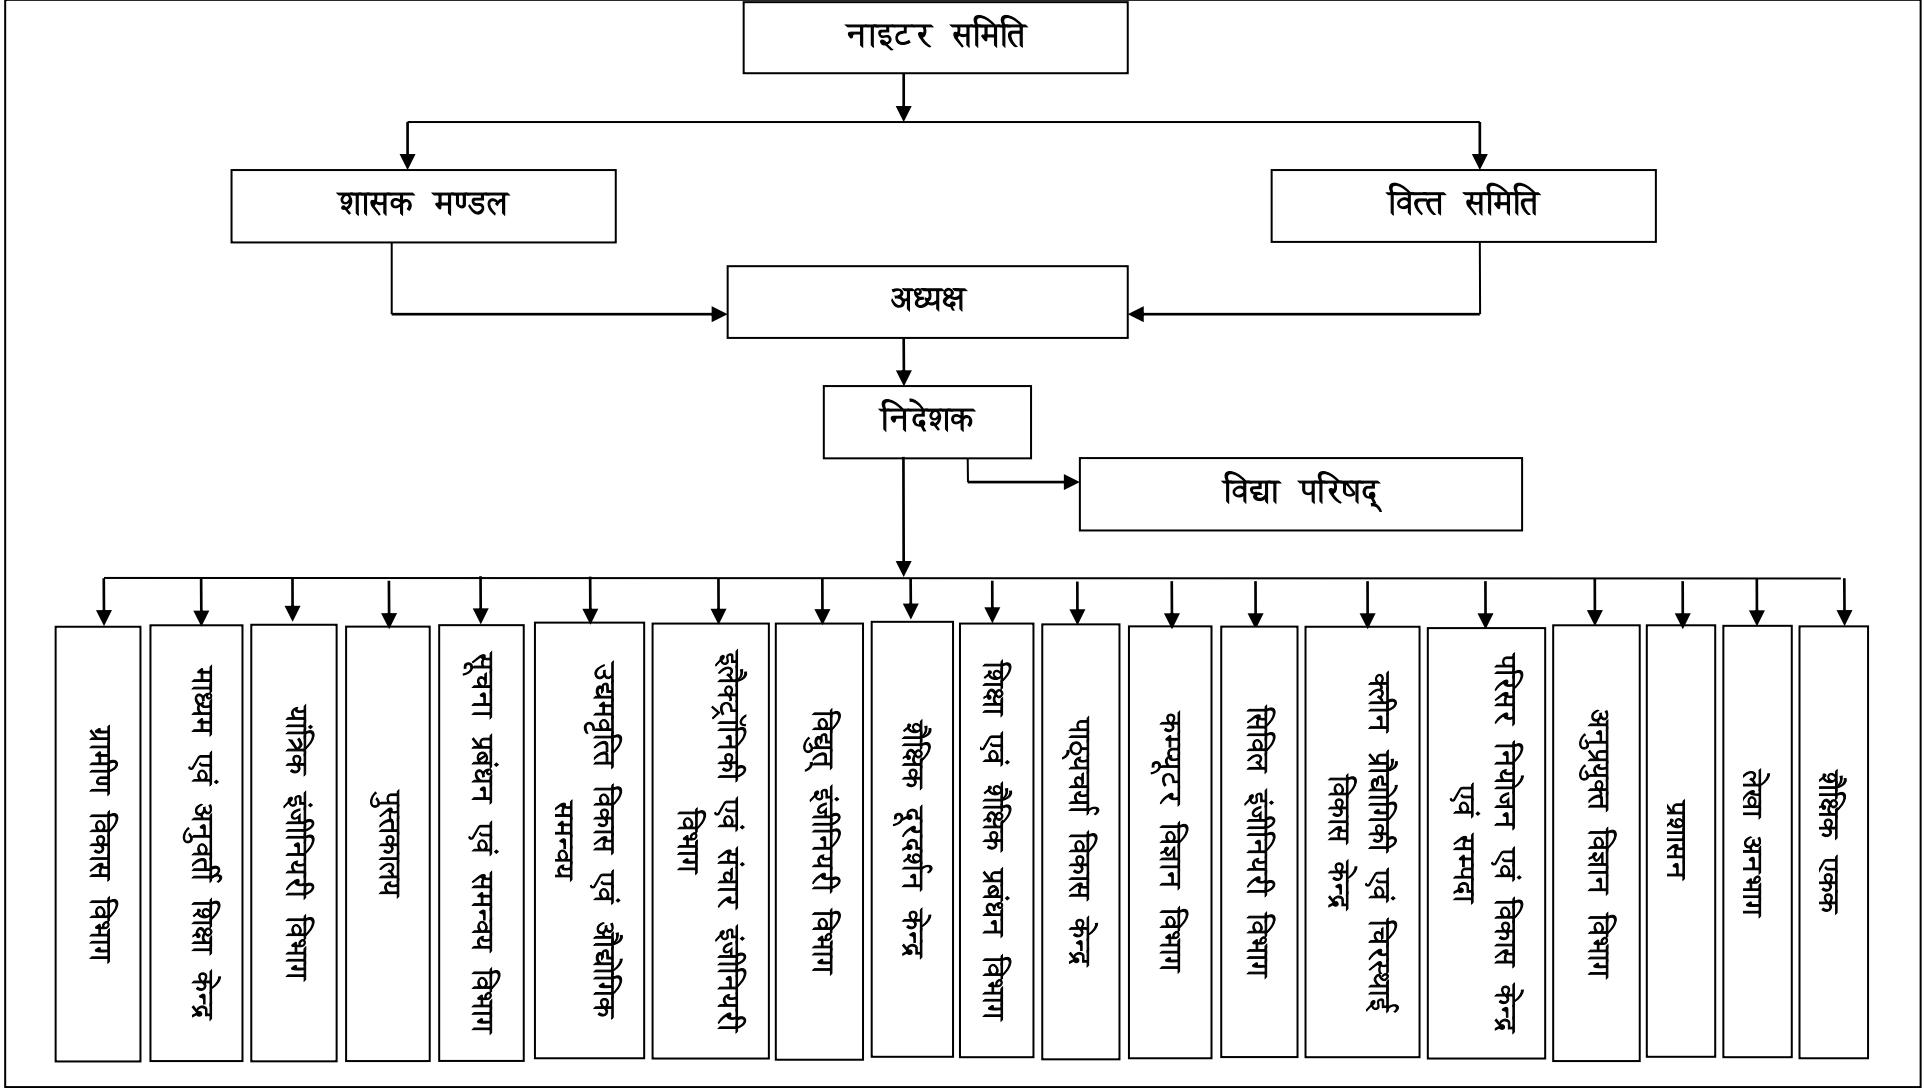 नाइटर समिति
शासक मण्डल
वित्त समिति
अध्यक्ष
निदेशक
विद्या परिषद्
ग्रामीण विकास विभाग
माध्यम एवं अनुवर्ती शिक्षा केन्द्र
यांत्रिक इंजीनियरी विभाग
पुस्तकालय
सूचना प्रबंधन एवं समन्वय विभाग
उद्यमवृत्ति विकास एवं औद्योगिक
समन्वय
इलैक्ट्रॉनिकी एवं संचार इंजीनियरी
विभाग
विद्युत् इंजीनियरी विभाग
शैक्षिक दूरदर्शन केन्द्र
शिक्षा एवं शैक्षिक प्रबंधन विभाग
पाठ्यचर्या विकास केन्द्र
कम्प्यूटर विज्ञान विभाग
सिविल इंजीनियरी विभाग
क्लीन प्रौद्योगिकी एवं चिरस्थाई
विकास केन्द्र
परिसर नियोजन एवं विकास केन्द्र
एवं सम्पदा
अनुप्रयुक्त विज्ञान विभाग
प्रशासन
लेखा अनभाग
शैक्षिक एकक